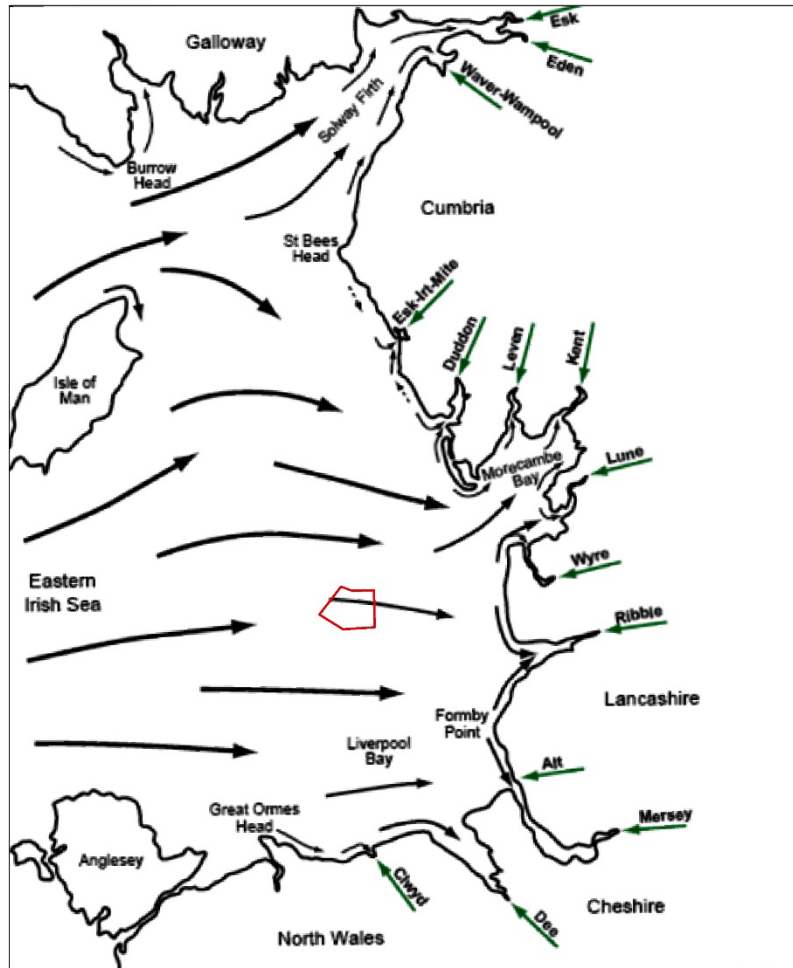 Esk
Galloway
Eden
Waver-Wampool
Solway Firth
Burrow
Head
Cumbria
St Bees
Head
Esk-Irt-Mite
Duddon
Leven
Kent
Isle of
Man
Morecambe
Bay
Lune
Wyre
Eastern
Irish Sea
Ribble
Lancashire
Formby
Point
Liverpool
Bay
Alt
Great Ormes
Head
Mersey
Anglesey
Clwyd
Cheshire
Dee
North Wales